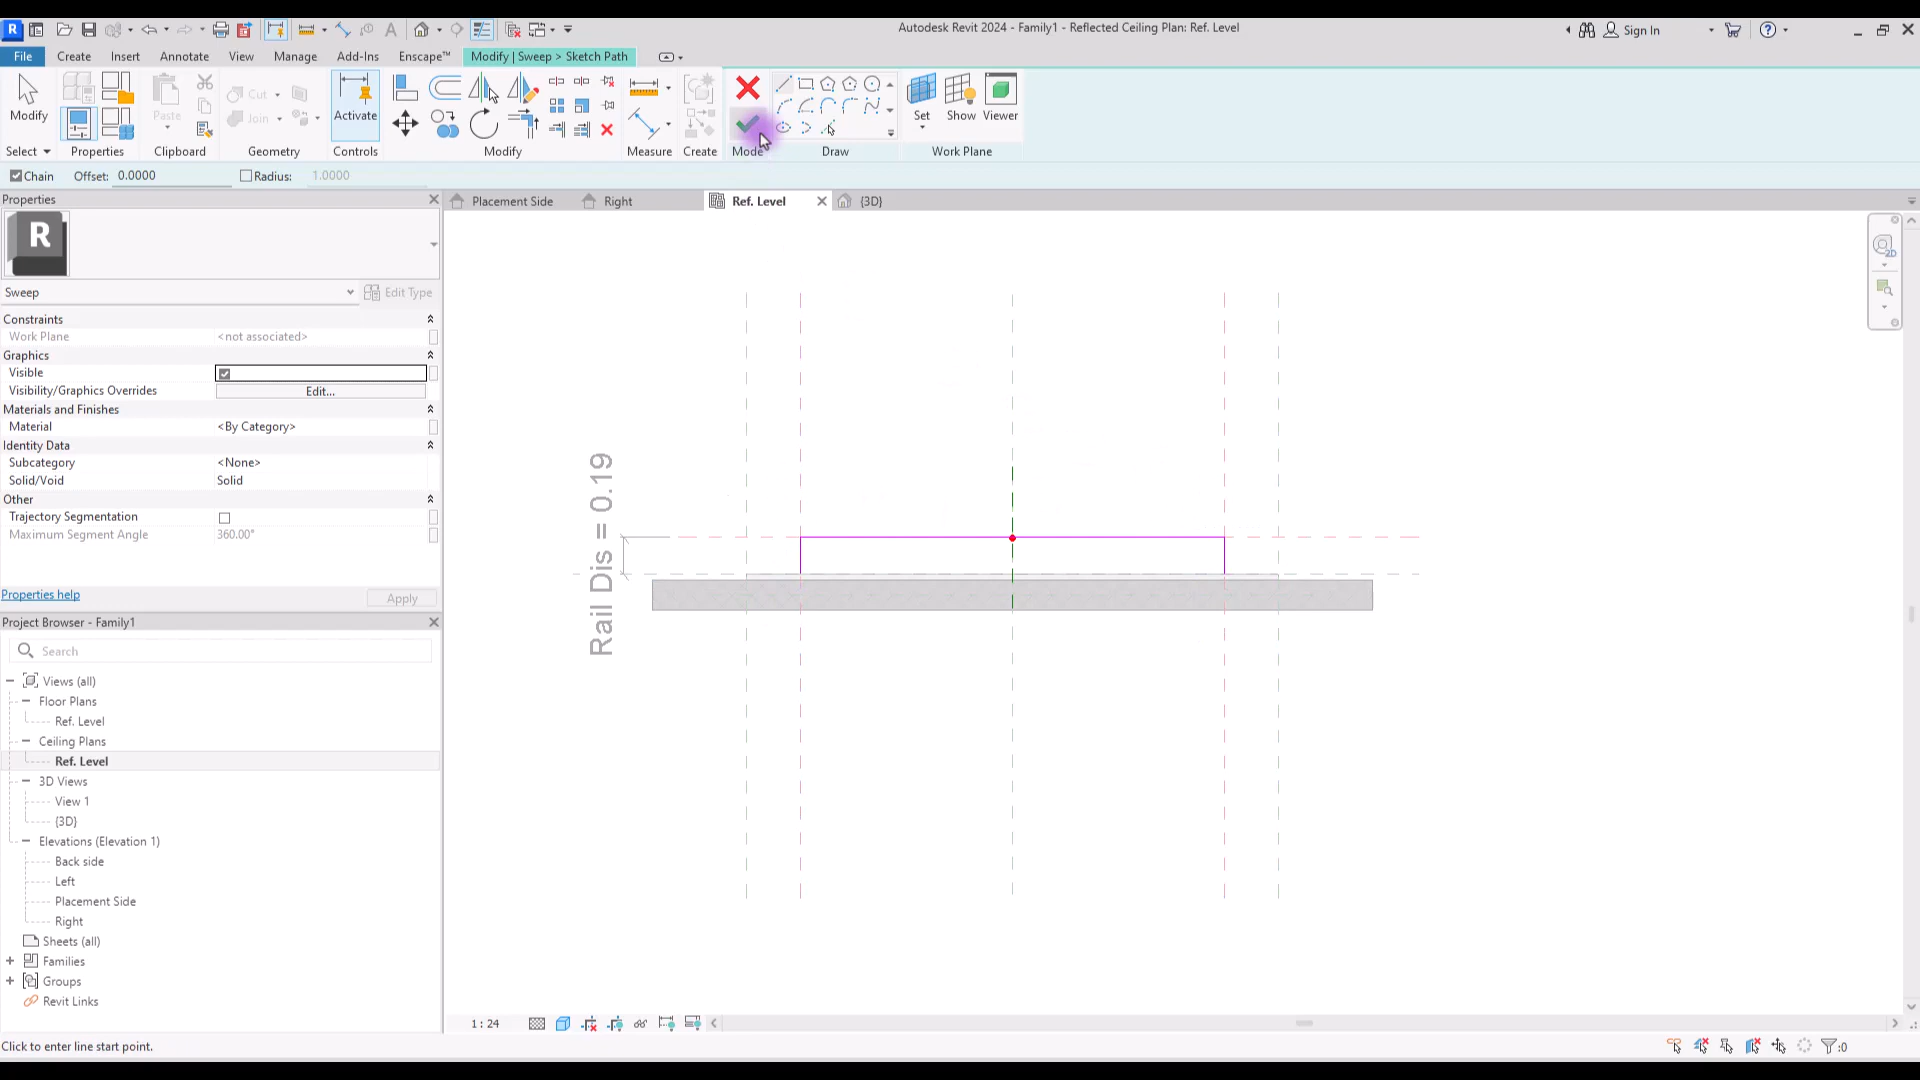 Autodesk Revit 2024 - Family1 - Reflected Ceiling Plan: Ref. Level
Sign In
File Create Insert Annotate View Manage Add-Ins Enscape™ Modify | Sweep > Sketch Path
Modify
Paste
Cut
Join
Activate
Set
Show
Viewer
Select
Properties
Clipboard
Geometry
Controls
Modify
Measure
Create
Mode
Draw
Work Plane
Chain
Offset: 0.0000
Radius: 1.0000
Properties
R
Sweep
Edit Type
Constraints
Work Plane <not associated>
Graphics
Visible
Visibility/Graphics Overrides Edit...
Materials and Finishes
Material <By Category>
Identity Data
Subcategory <None>
Solid/Void Solid
Other
Trajectory Segmentation
Maximum Segment Angle 360.00°
Properties help
Apply
Project Browser - Family1
Search
Views (all)
Floor Plans
Ref. Level
Ceiling Plans
Ref. Level
3D Views
View 1
{3D}
Elevations (Elevation 1)
Back side
Left
Placement Side
Right
Sheets (all)
Families
Groups
Revit Links
Placement Side
Right
Ref. Level
{3D}
2D
Rail Dis = 0.19
1 : 24
Click to enter line start point.
:0